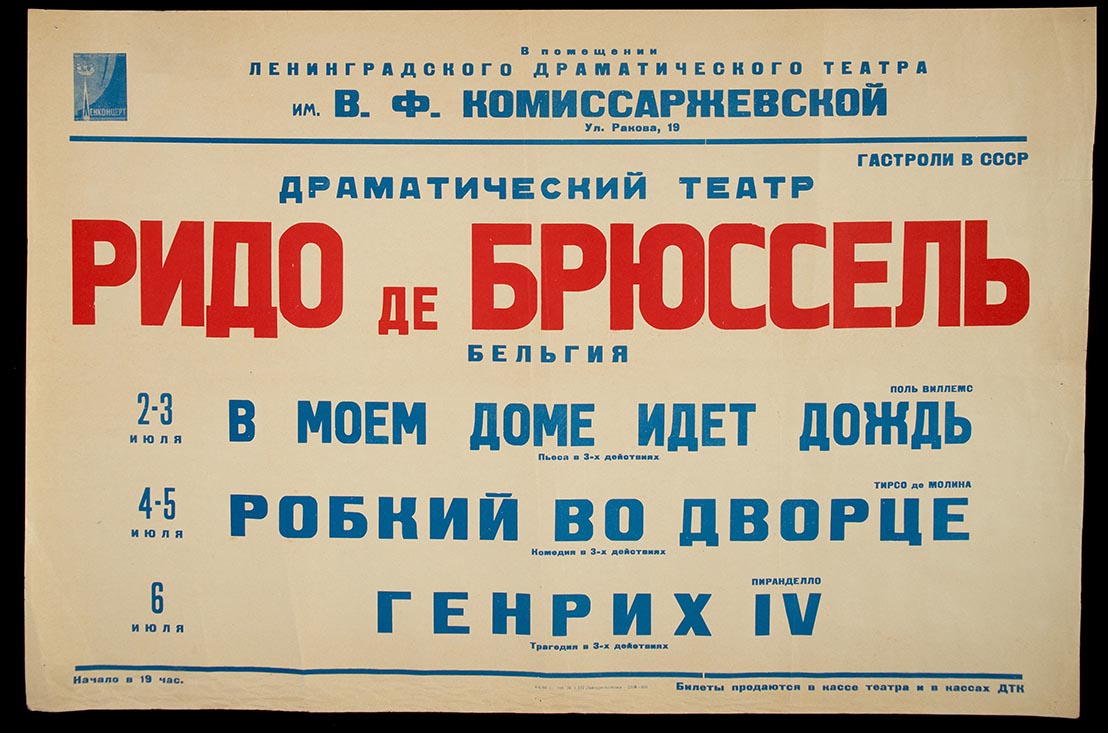 В помещении
ЛЕНИНГРАДСКОГО ДРАМАТИЧЕСКОГО ТЕАТРА
ИМ. В. Ф. КОМИССАРЖЕВСКОЙ
Ул. Ракова, 19
ЛЕНКОНЦЕРТ
ГАСТРОЛИ В СССР
ДРАМАТИЧЕСКИЙ ТЕАТР
РИДО ДЕ БРЮССЕЛЬ
БЕЛЬГИЯ
ПОЛЬ ВИЛЛЕМС
2-3 ИЮЛЯ В МОЕМ ДОМЕ ИДЕТ ДОЖДЬ
Пьеса в 3-х действиях
ТИРСО де МОЛИНА
4-5 ИЮЛЯ РОБКИЙ ВО ДВОРЦЕ
Комедия в 3-х действиях
ПИРАНДЕЛЛО
6 ИЮЛЯ ГЕНРИХ IV
Трагедия в 3-х действиях
Начало в 19 час.
Билеты продаются в кассе театра и в кассах ДТК